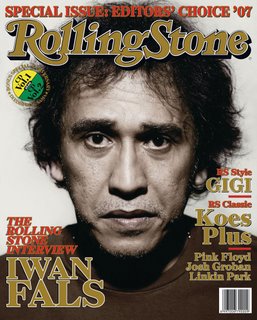 SPECIAL ISSUE: EDITORS' CHOICE '07
Rolling Stone
RS Style
GIGI
RS Classic
Koes
Plus
Pink Floyd
Josh Groban
Linkin Park
THE
ROLLING
STONE
INTERVIEW
IWAN
FALS